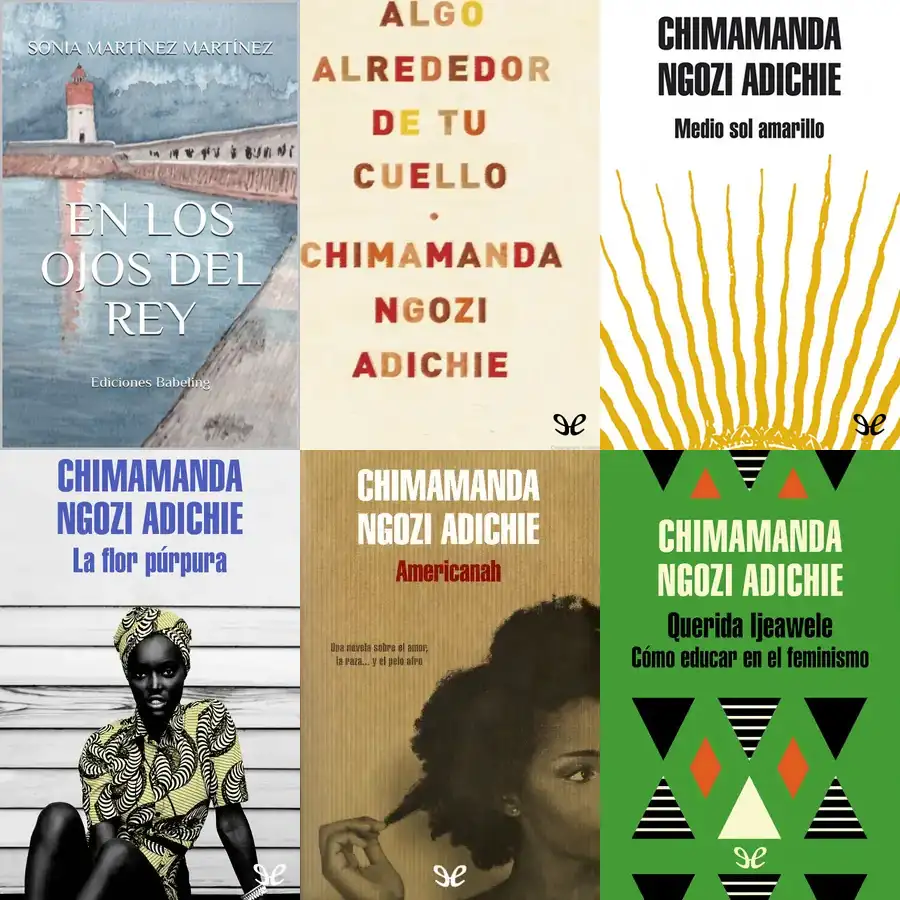 SONIA MARTÍNEZ MARTÍNEZ
EN LOS
OJOS DEL
REY
Ediciones Babeling
ALGO
ALREDEDOR
DE TU
CUELLO
CHIMAMANDA
NGOZI
ADICHIE
CHIMAMANDA
NGOZI ADICHIE
Medio sol amarillo
CHIMAMANDA
NGOZI ADICHIE
La flor púrpura
CHIMAMANDA
NGOZI ADICHIE
Americanah
Una novela sobre el amor,
la raza... y el pelo afro
CHIMAMANDA
NGOZI ADICHIE
Querida Ijeawele
Cómo educar en el feminismo